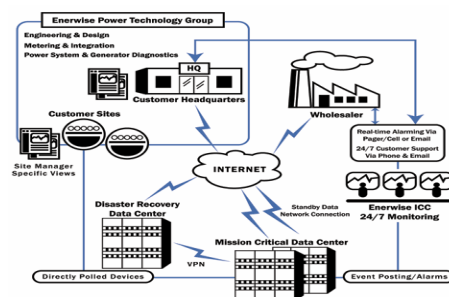 Enerwise Power Technology Group
Engineering & Design
Metering & Integration
Power System & Generator Diagnostics
HQ
Customer Headquarters
Wholesaler
Customer Sites
Site Manager
Specific Views
Real-time Alarming Via
Pager/Cell or Email
24/7 Customer Support
Via Phone & Email
INTERNET
Enerwise ICC
24/7 Monitoring
Disaster Recovery
Data Center
Standby Data
Network Connection
Mission Critical Data Center
VPN
Directly Polled Devices
Event Posting/Alarms